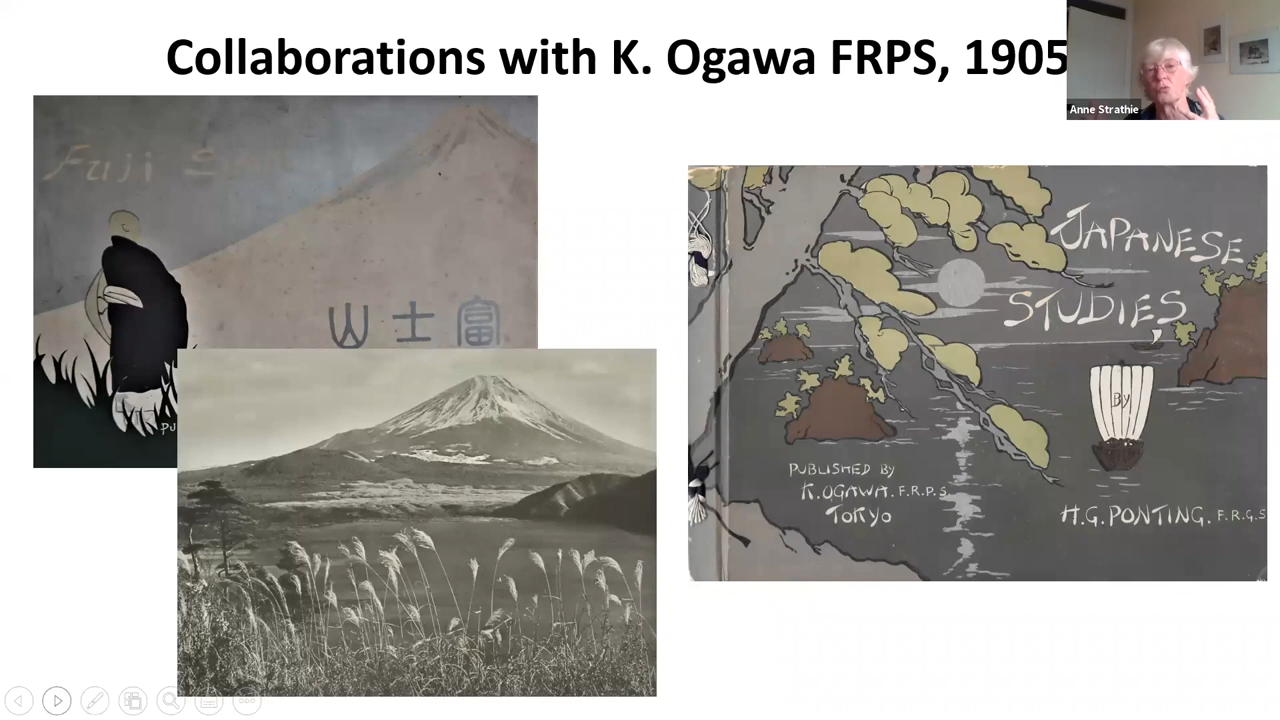 Collaborations with K. Ogawa FRPS, 1905
Anne Strathie
Fuji
山士富
JAPANESE
STUDIES
BY
PUBLISHED BY
K. OGAWA. F.R.P.S.
TOKYO
H.G. PONTING. F.R.G.S